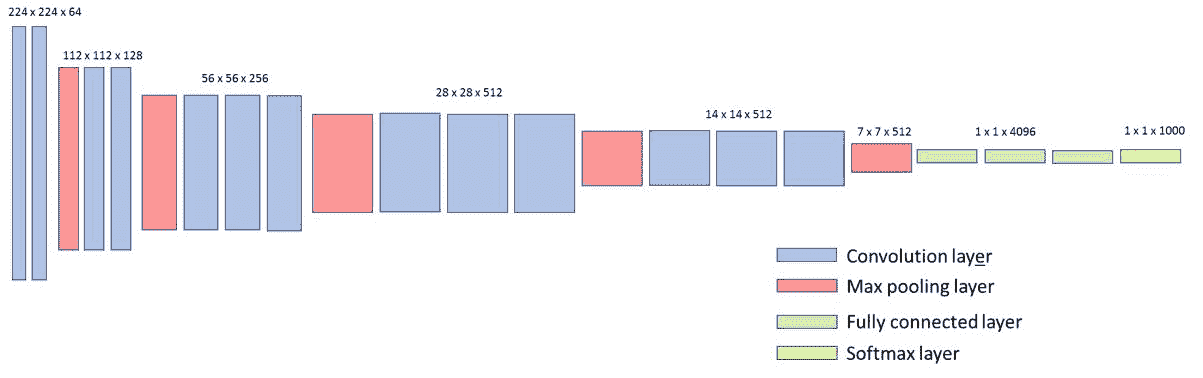 224 x 224 x 64
112 x 112 x 128
56 x 56 x 256
28 x 28 x 512
14 x 14 x 512
7 x 7 x 512
1 x 1 x 4096
1 x 1 x 1000
Convolution layer
Max pooling layer
Fully connected layer
Softmax layer